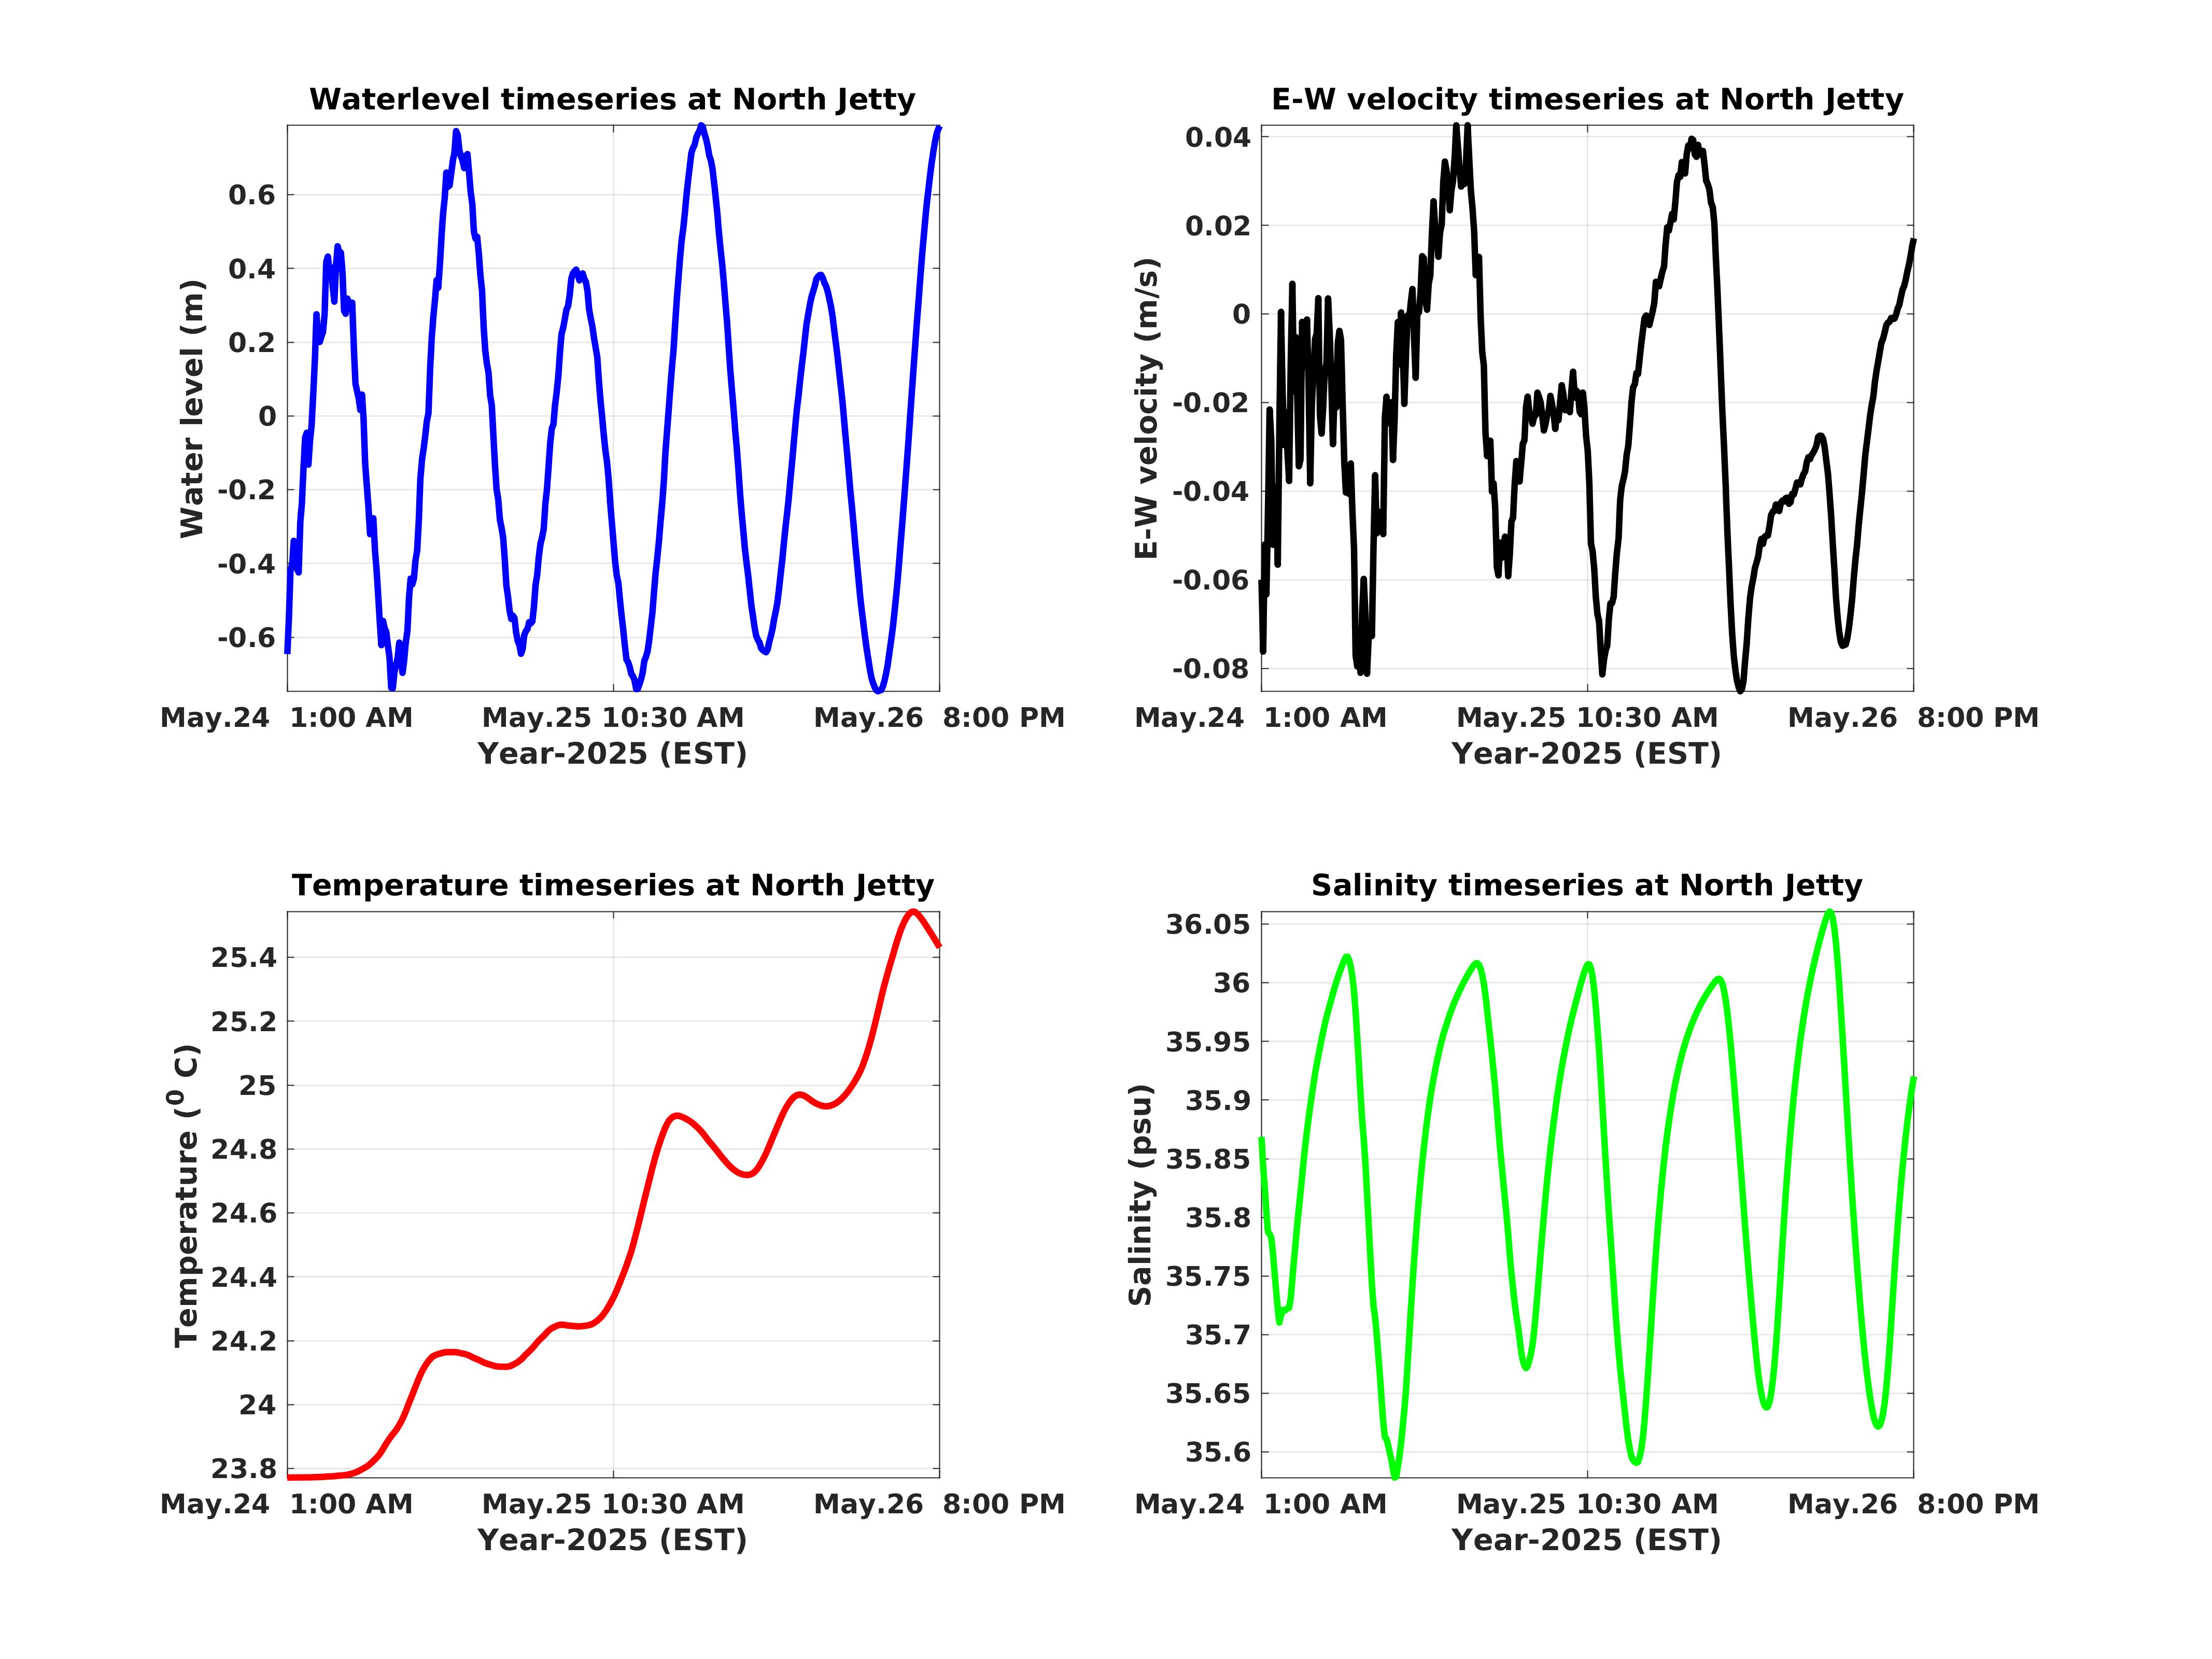 Waterlevel timeseries at North Jetty
Water level (m)
0.6
0.4
0.2
0
-0.2
-0.4
-0.6
May.24 1:00 AM May.25 10:30 AM May.26 8:00 PM
Year-2025 (EST)
E-W velocity timeseries at North Jetty
E-W velocity (m/s)
0.04
0.02
0
-0.02
-0.04
-0.06
-0.08
May.24 1:00 AM May.25 10:30 AM May.26 8:00 PM
Year-2025 (EST)
Temperature timeseries at North Jetty
Temperature (⁰ C)
25.4
25.2
25
24.8
24.6
24.4
24.2
24
23.8
May.24 1:00 AM May.25 10:30 AM May.26 8:00 PM
Year-2025 (EST)
Salinity timeseries at North Jetty
Salinity (psu)
36.05
36
35.95
35.9
35.85
35.8
35.75
35.7
35.65
35.6
May.24 1:00 AM May.25 10:30 AM May.26 8:00 PM
Year-2025 (EST)